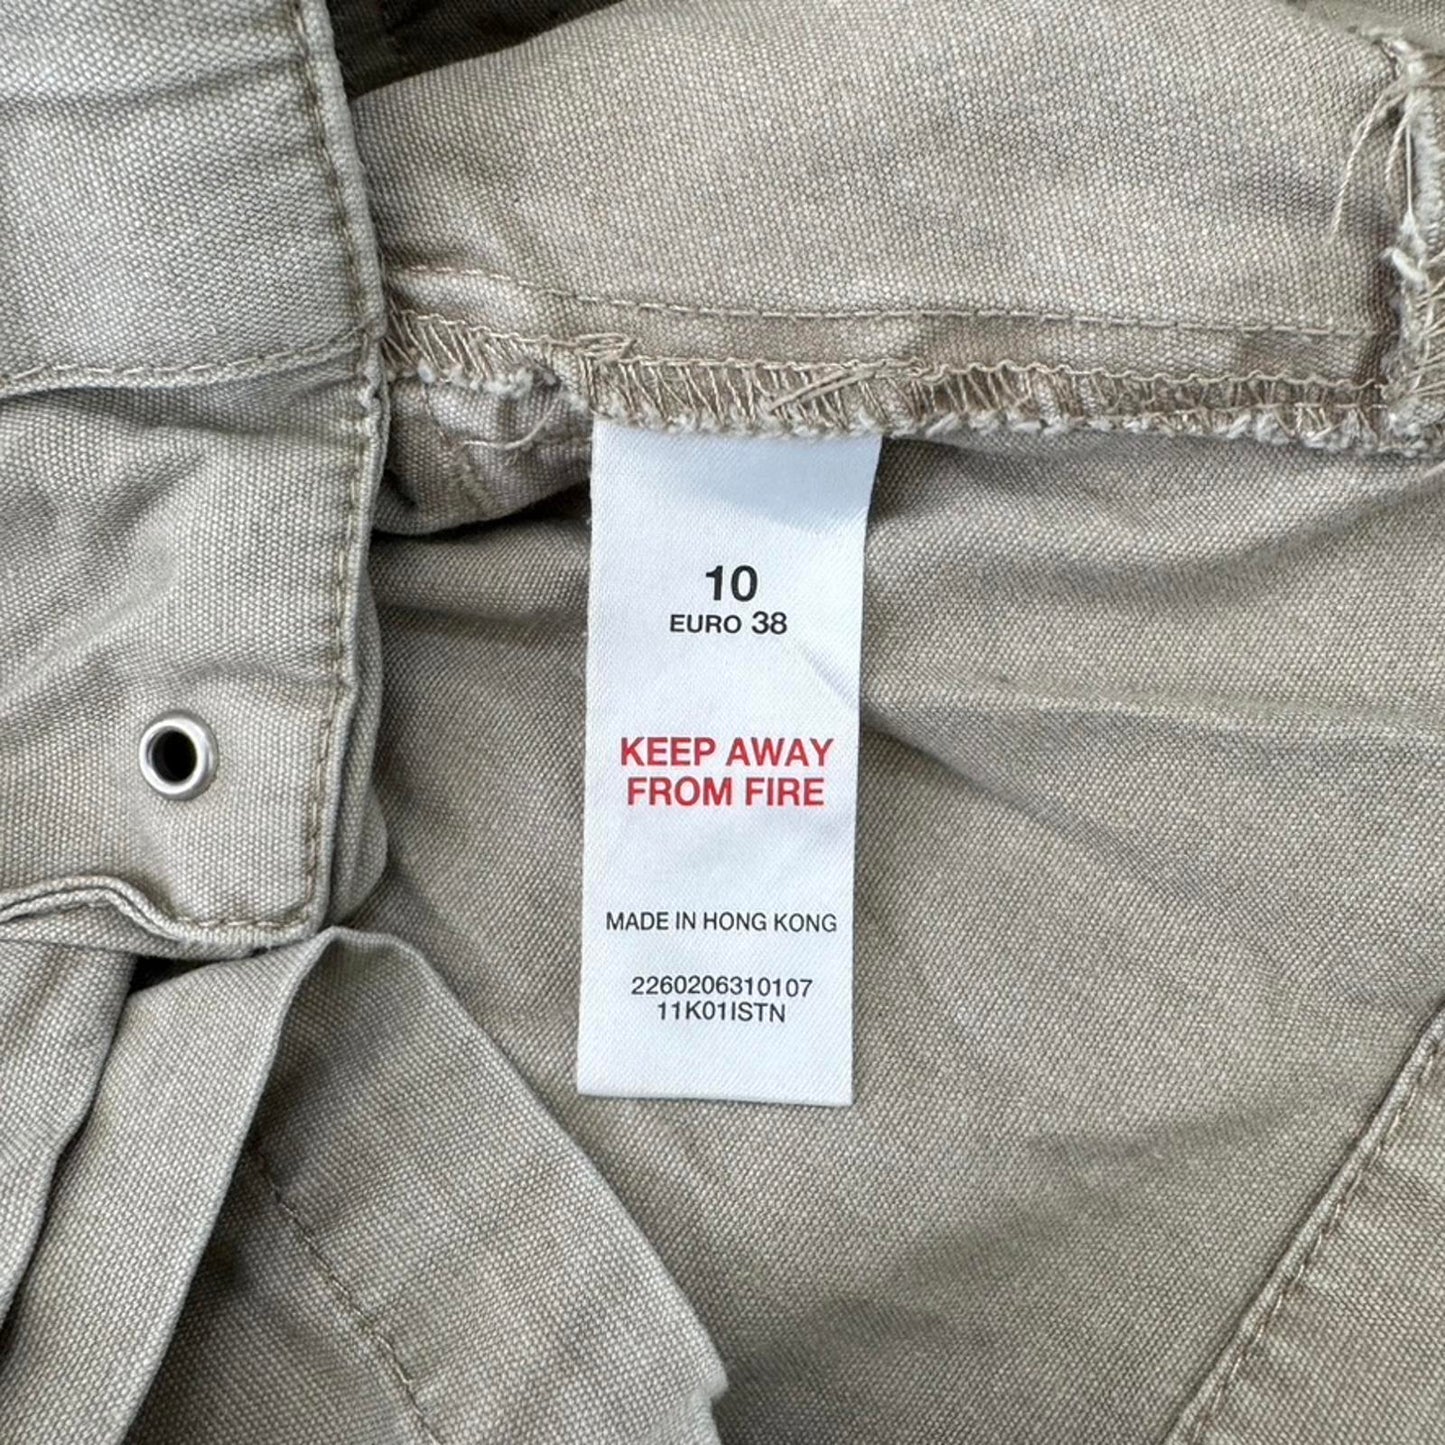 10
EURO 38
KEEP AWAY
FROM FIRE
MADE IN HONG KONG
2260206310107
11K01ISTN